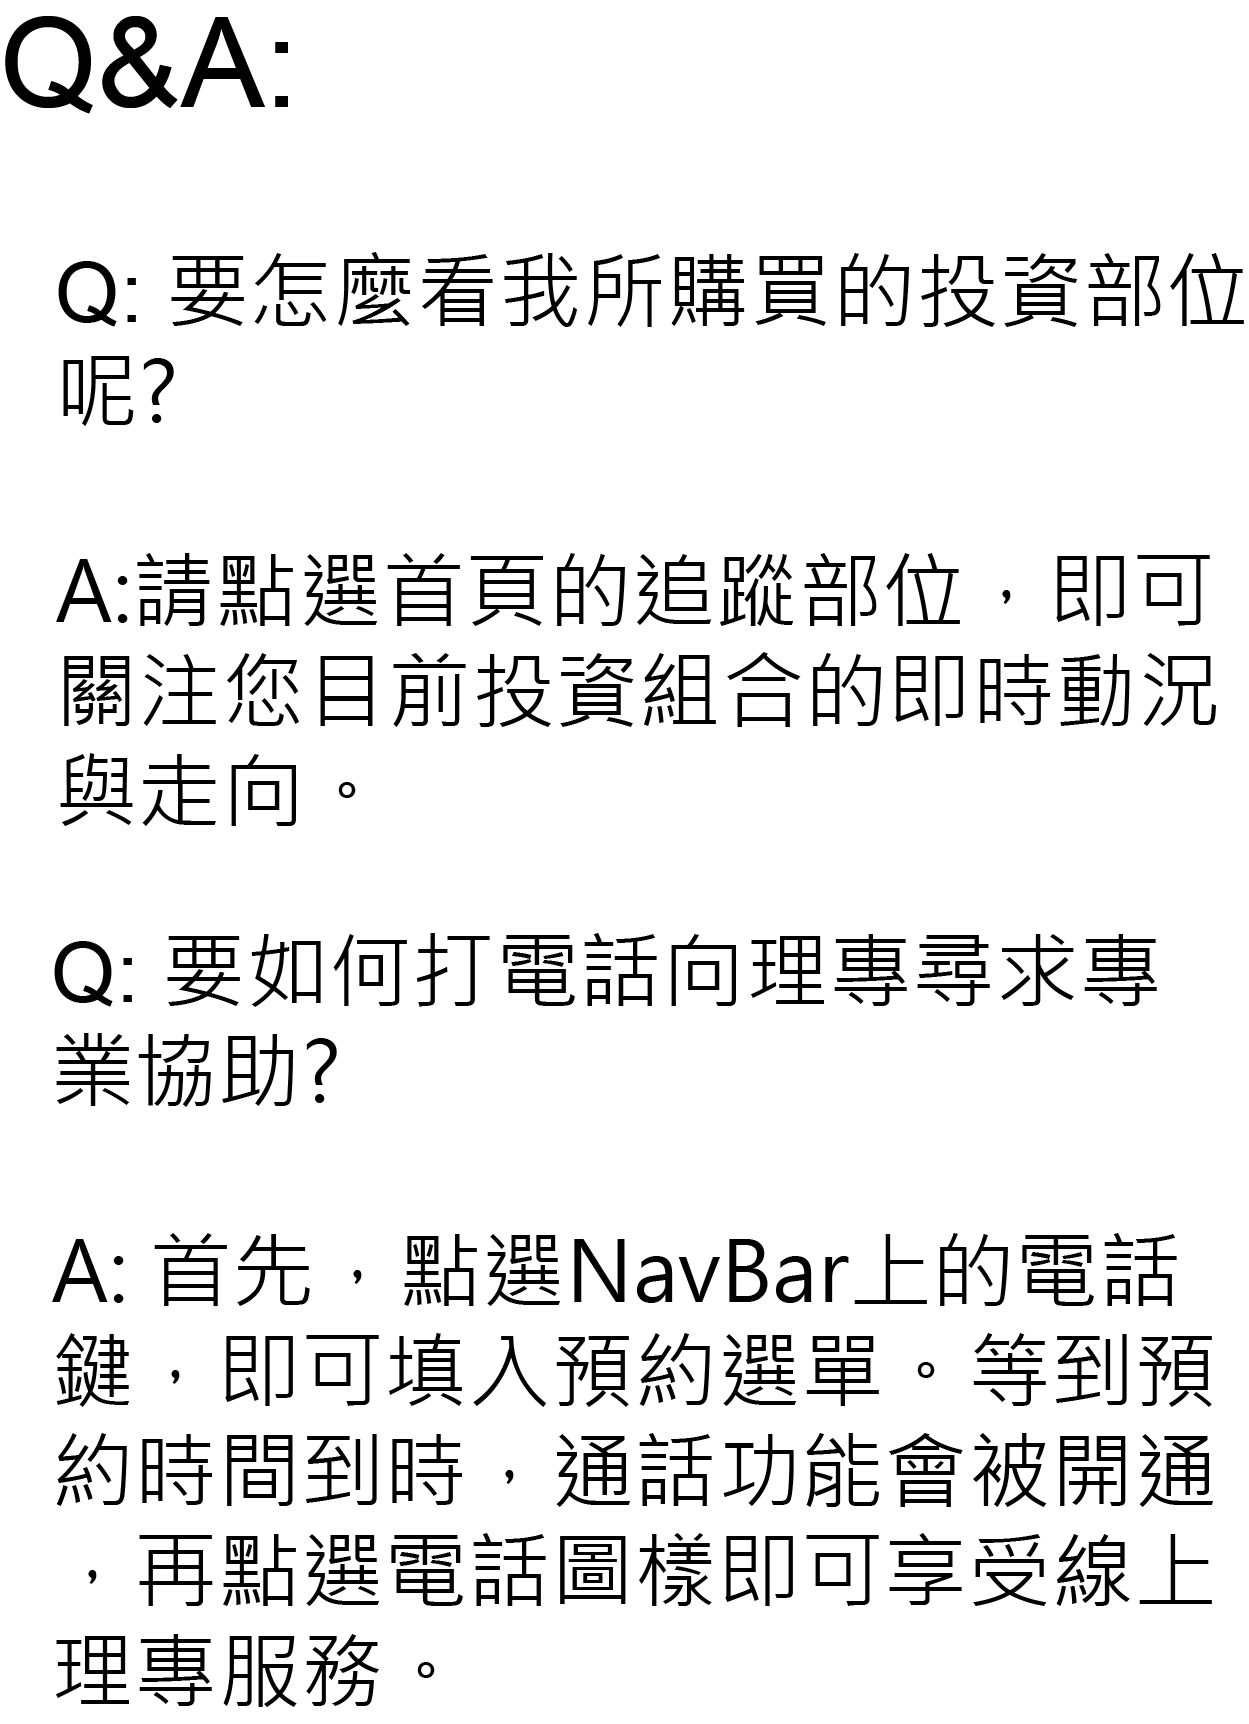 Q&A:
Q: 要怎麼看我所購買的投資部位
呢?
A:請點選首頁的追蹤部位，即可
關注您目前投資組合的即時動況
與走向。
Q: 要如何打電話向理專尋求專
業協助?
A: 首先，點選NavBar上的電話
鍵，即可填入預約選單。等到預
約時間到時，通話功能會被開通
，再點選電話圖樣即可享受線上
理專服務。